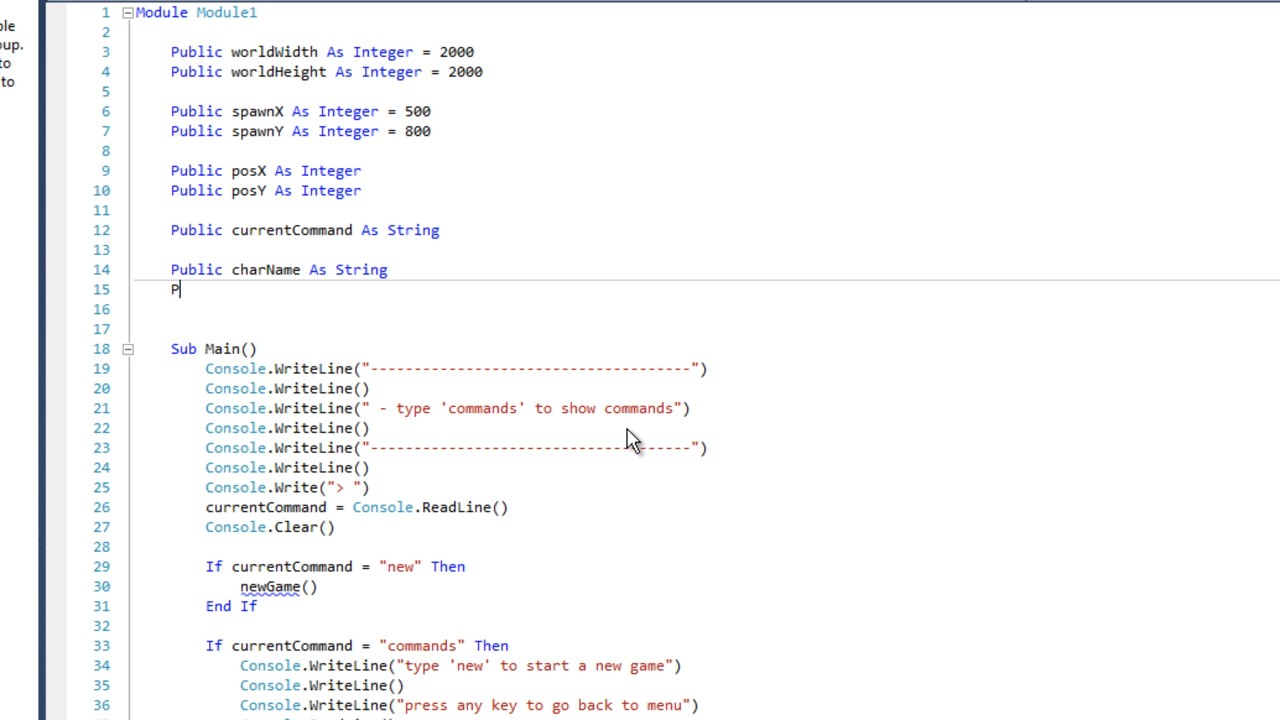 ple
oup.
to
to
1 Module Module1
2
3 Public worldWidth As Integer = 2000
4 Public worldHeight As Integer = 2000
5
6 Public spawnX As Integer = 500
7 Public spawnY As Integer = 800
8
9 Public posX As Integer
10 Public posY As Integer
11
12 Public currentCommand As String
13
14 Public charName As String
15 P
16
17
18 Sub Main()
19 Console.WriteLine("-------------------------------------")
20 Console.WriteLine()
21 Console.WriteLine(" - type 'commands' to show commands")
22 Console.WriteLine()
23 Console.WriteLine("-------------------------------------")
24 Console.WriteLine()
25 Console.Write("> ")
26 currentCommand = Console.ReadLine()
27 Console.Clear()
28
29 If currentCommand = "new" Then
30 newGame()
31 End If
32
33 If currentCommand = "commands" Then
34 Console.WriteLine("type 'new' to start a new game")
35 Console.WriteLine()
36 Console.WriteLine("press any key to go back to menu")